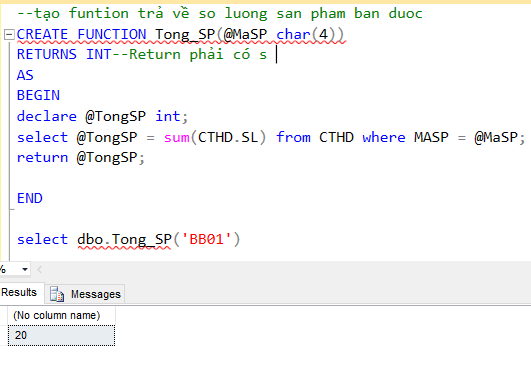 --tạo funtion trả về so luong san pham ban duoc
CREATE FUNCTION Tong_SP(@MaSP char(4))
RETURNS INT--Return phải có s
AS
BEGIN
declare @TongSP int;
select @TongSP = sum(CTHD.SL) from CTHD where MASP = @MaSP;
return @TongSP;
END
select dbo.Tong_SP('BB01')
%
Results Messages
(No column name)
20